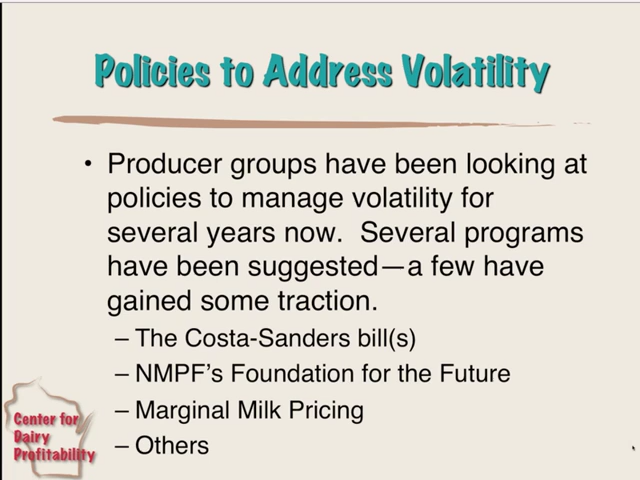 Policies to Address Volatility
• Producer groups have been looking at
policies to manage volatility for
several years now.  Several programs
have been suggested—a few have
gained some traction.
– The Costa-Sanders bill(s)
– NMPF’s Foundation for the Future
– Marginal Milk Pricing
– Others
Center for
Dairy
Profitability